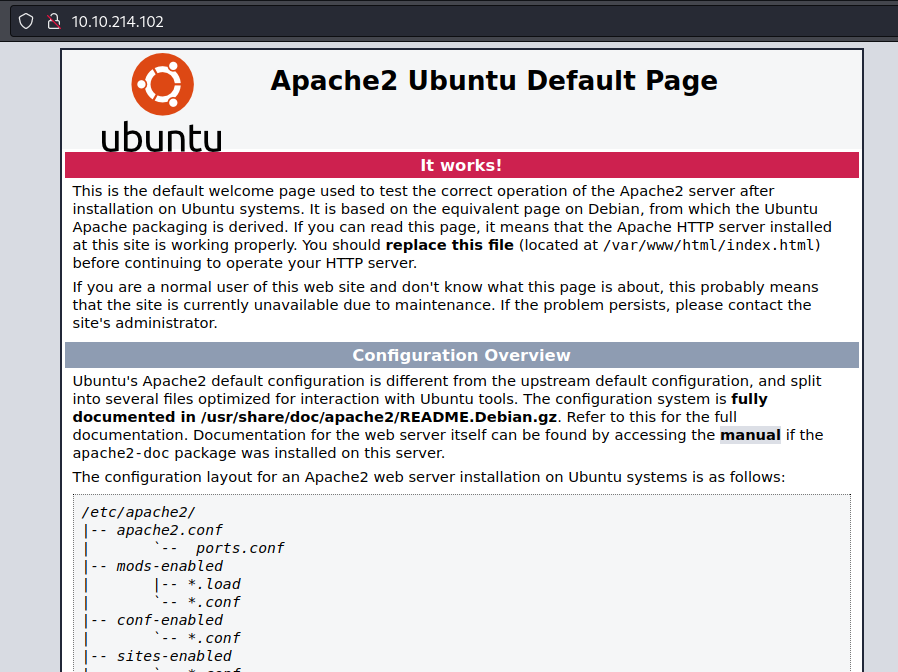 10.10.214.102
Apache2 Ubuntu Default Page
ubuntu
It works!
This is the default welcome page used to test the correct operation of the Apache2 server after
installation on Ubuntu systems. It is based on the equivalent page on Debian, from which the Ubuntu
Apache packaging is derived. If you can read this page, it means that the Apache HTTP server installed
at this site is working properly. You should replace this file (located at /var/www/html/index.html)
before continuing to operate your HTTP server.
If you are a normal user of this web site and don't know what this page is about, this probably means
that the site is currently unavailable due to maintenance. If the problem persists, please contact the
site's administrator.
Configuration Overview
Ubuntu's Apache2 default configuration is different from the upstream default configuration, and split
into several files optimized for interaction with Ubuntu tools. The configuration system is fully
documented in /usr/share/doc/apache2/README.Debian.gz. Refer to this for the full
documentation. Documentation for the web server itself can be found by accessing the manual if the
apache2-doc package was installed on this server.
The configuration layout for an Apache2 web server installation on Ubuntu systems is as follows:
/etc/apache2/
|-- apache2.conf
|       `--  ports.conf
|-- mods-enabled
|       |-- *.load
|       `-- *.conf
|-- conf-enabled
|       `-- *.conf
|-- sites-enabled
|       `-- *.conf